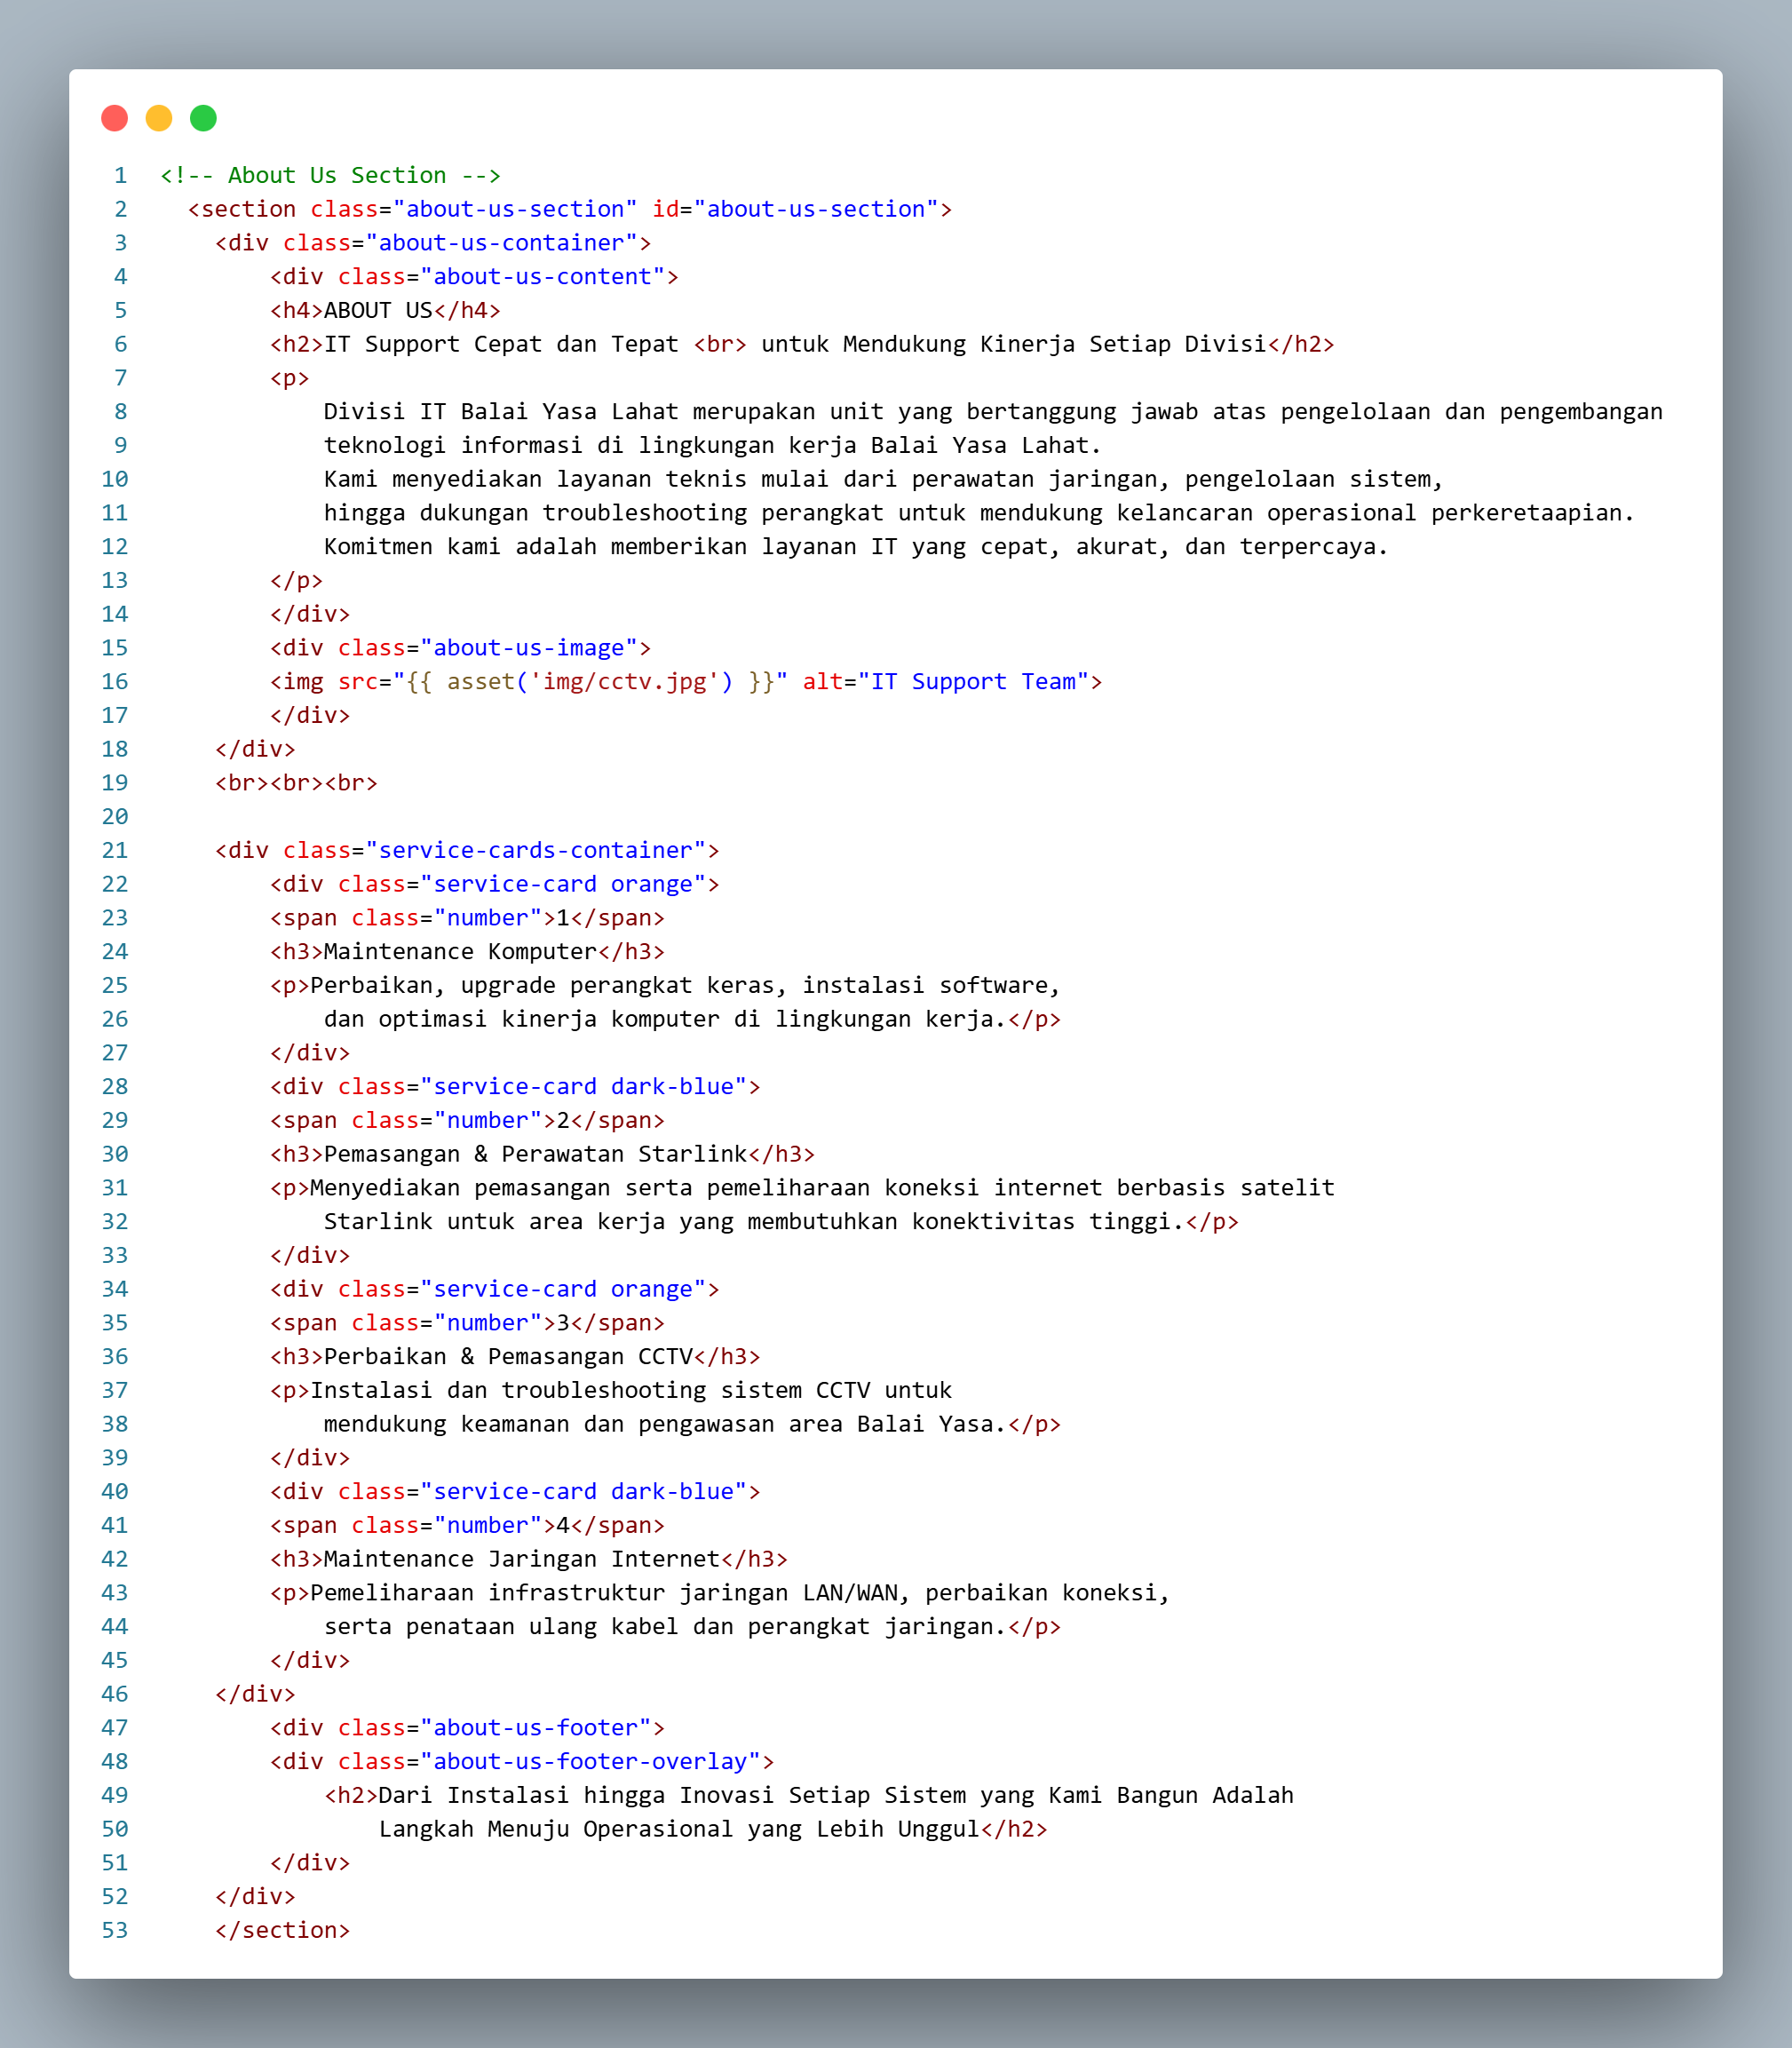 1 <!-- About Us Section -->
2   <section class="about-us-section" id="about-us-section">
3     <div class="about-us-container">
4         <div class="about-us-content">
5         <h4>ABOUT US</h4>
6         <h2>IT Support Cepat dan Tepat <br> untuk Mendukung Kinerja Setiap Divisi</h2>
7         <p>
8             Divisi IT Balai Yasa Lahat merupakan unit yang bertanggung jawab atas pengelolaan dan pengembangan
9             teknologi informasi di lingkungan kerja Balai Yasa Lahat.
10             Kami menyediakan layanan teknis mulai dari perawatan jaringan, pengelolaan sistem,
11             hingga dukungan troubleshooting perangkat untuk mendukung kelancaran operasional perkeretaapian.
12             Komitmen kami adalah memberikan layanan IT yang cepat, akurat, dan terpercaya.
13         </p>
14         </div>
15         <div class="about-us-image">
16         <img src="{{ asset('img/cctv.jpg') }}" alt="IT Support Team">
17         </div>
18     </div>
19     <br><br><br>
20
21     <div class="service-cards-container">
22         <div class="service-card orange">
23         <span class="number">1</span>
24         <h3>Maintenance Komputer</h3>
25         <p>Perbaikan, upgrade perangkat keras, instalasi software,
26             dan optimasi kinerja komputer di lingkungan kerja.</p>
27         </div>
28         <div class="service-card dark-blue">
29         <span class="number">2</span>
30         <h3>Pemasangan & Perawatan Starlink</h3>
31         <p>Menyediakan pemasangan serta pemeliharaan koneksi internet berbasis satelit
32             Starlink untuk area kerja yang membutuhkan konektivitas tinggi.</p>
33         </div>
34         <div class="service-card orange">
35         <span class="number">3</span>
36         <h3>Perbaikan & Pemasangan CCTV</h3>
37         <p>Instalasi dan troubleshooting sistem CCTV untuk
38             mendukung keamanan dan pengawasan area Balai Yasa.</p>
39         </div>
40         <div class="service-card dark-blue">
41         <span class="number">4</span>
42         <h3>Maintenance Jaringan Internet</h3>
43         <p>Pemeliharaan infrastruktur jaringan LAN/WAN, perbaikan koneksi,
44             serta penataan ulang kabel dan perangkat jaringan.</p>
45         </div>
46     </div>
47         <div class="about-us-footer">
48         <div class="about-us-footer-overlay">
49             <h2>Dari Instalasi hingga Inovasi Setiap Sistem yang Kami Bangun Adalah
50                 Langkah Menuju Operasional yang Lebih Unggul</h2>
51         </div>
52     </div>
53     </section>